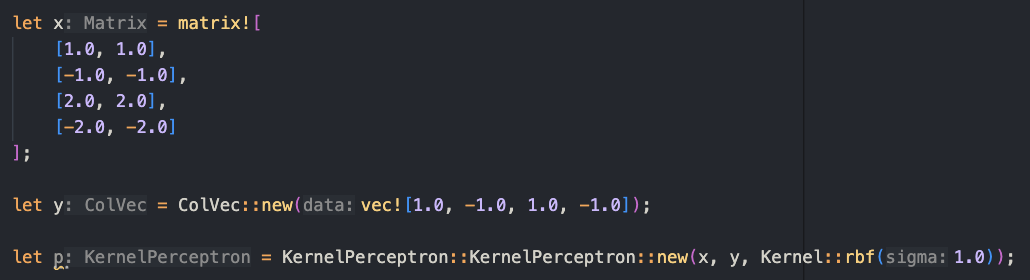 let x: Matrix = matrix![
    [1.0, 1.0],
    [-1.0, -1.0],
    [2.0, 2.0],
    [-2.0, -2.0]
];
let y: ColVec = ColVec::new(data: vec![1.0, -1.0, 1.0, -1.0]);
let p: KernelPerceptron = KernelPerceptron::KernelPerceptron::new(x, y, Kernel::rbf(sigma: 1.0));